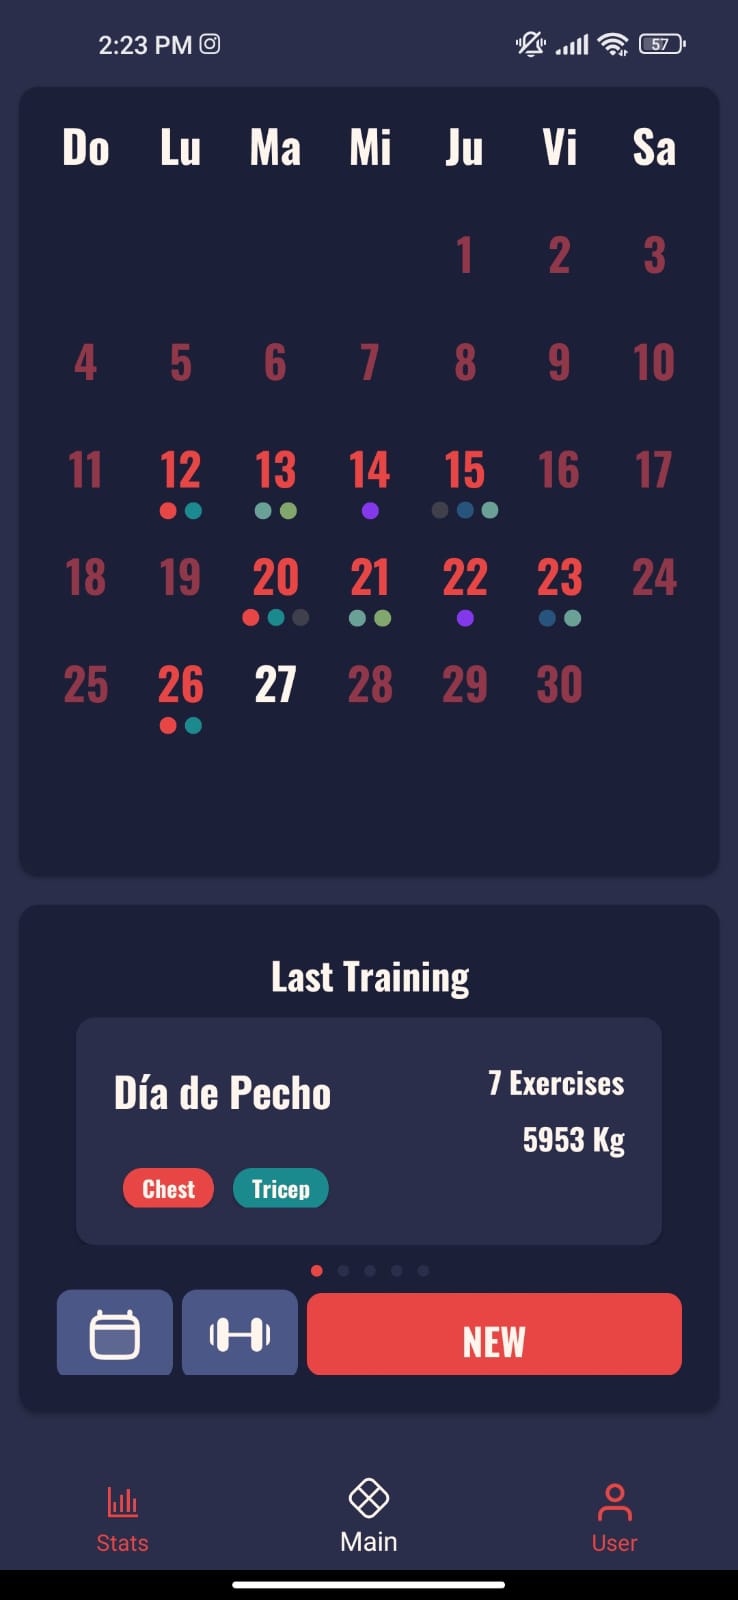 2:23 PM 57
Do Lu Ma Mi Ju Vi Sa
1 2 3
4 5 6 7 8 9 10
11 12 13 14 15 16 17
18 19 20 21 22 23 24
25 26 27 28 29 30
Last Training
Día de Pecho
7 Exercises
5953 Kg
Chest Tricep
NEW
Stats Main User